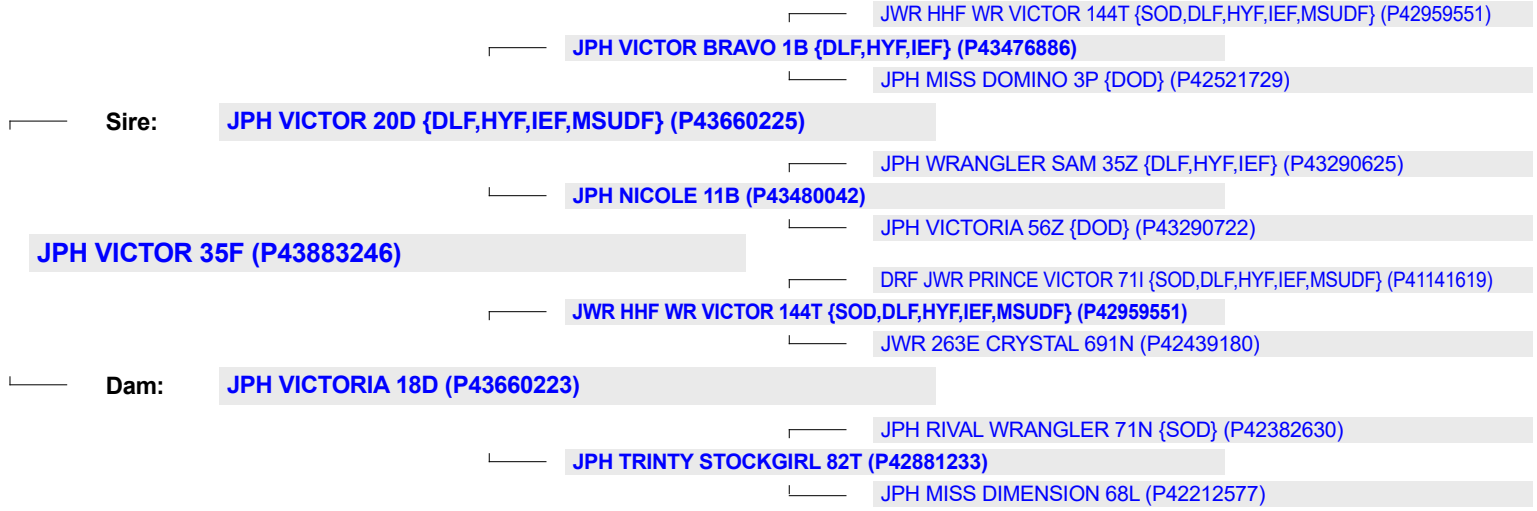 JWR HHF WR VICTOR 144T {SOD,DLF,HYF,IEF,MSUDF} (P42959551)
JPH VICTOR BRAVO 1B {DLF,HYF,IEF} (P43476886)
JPH MISS DOMINO 3P {DOD} (P42521729)
Sire: JPH VICTOR 20D {DLF,HYF,IEF,MSUDF} (P43660225)
JPH WRANGLER SAM 35Z {DLF,HYF,IEF} (P43290625)
JPH NICOLE 11B (P43480042)
JPH VICTORIA 56Z {DOD} (P43290722)
JPH VICTOR 35F (P43883246)
DRF JWR PRINCE VICTOR 71I {SOD,DLF,HYF,IEF,MSUDF} (P41141619)
JWR HHF WR VICTOR 144T {SOD,DLF,HYF,IEF,MSUDF} (P42959551)
JWR 263E CRYSTAL 691N (P42439180)
Dam: JPH VICTORIA 18D (P43660223)
JPH RIVAL WRANGLER 71N {SOD} (P42382630)
JPH TRINTY STOCKGIRL 82T (P42881233)
JPH MISS DIMENSION 68L (P42212577)